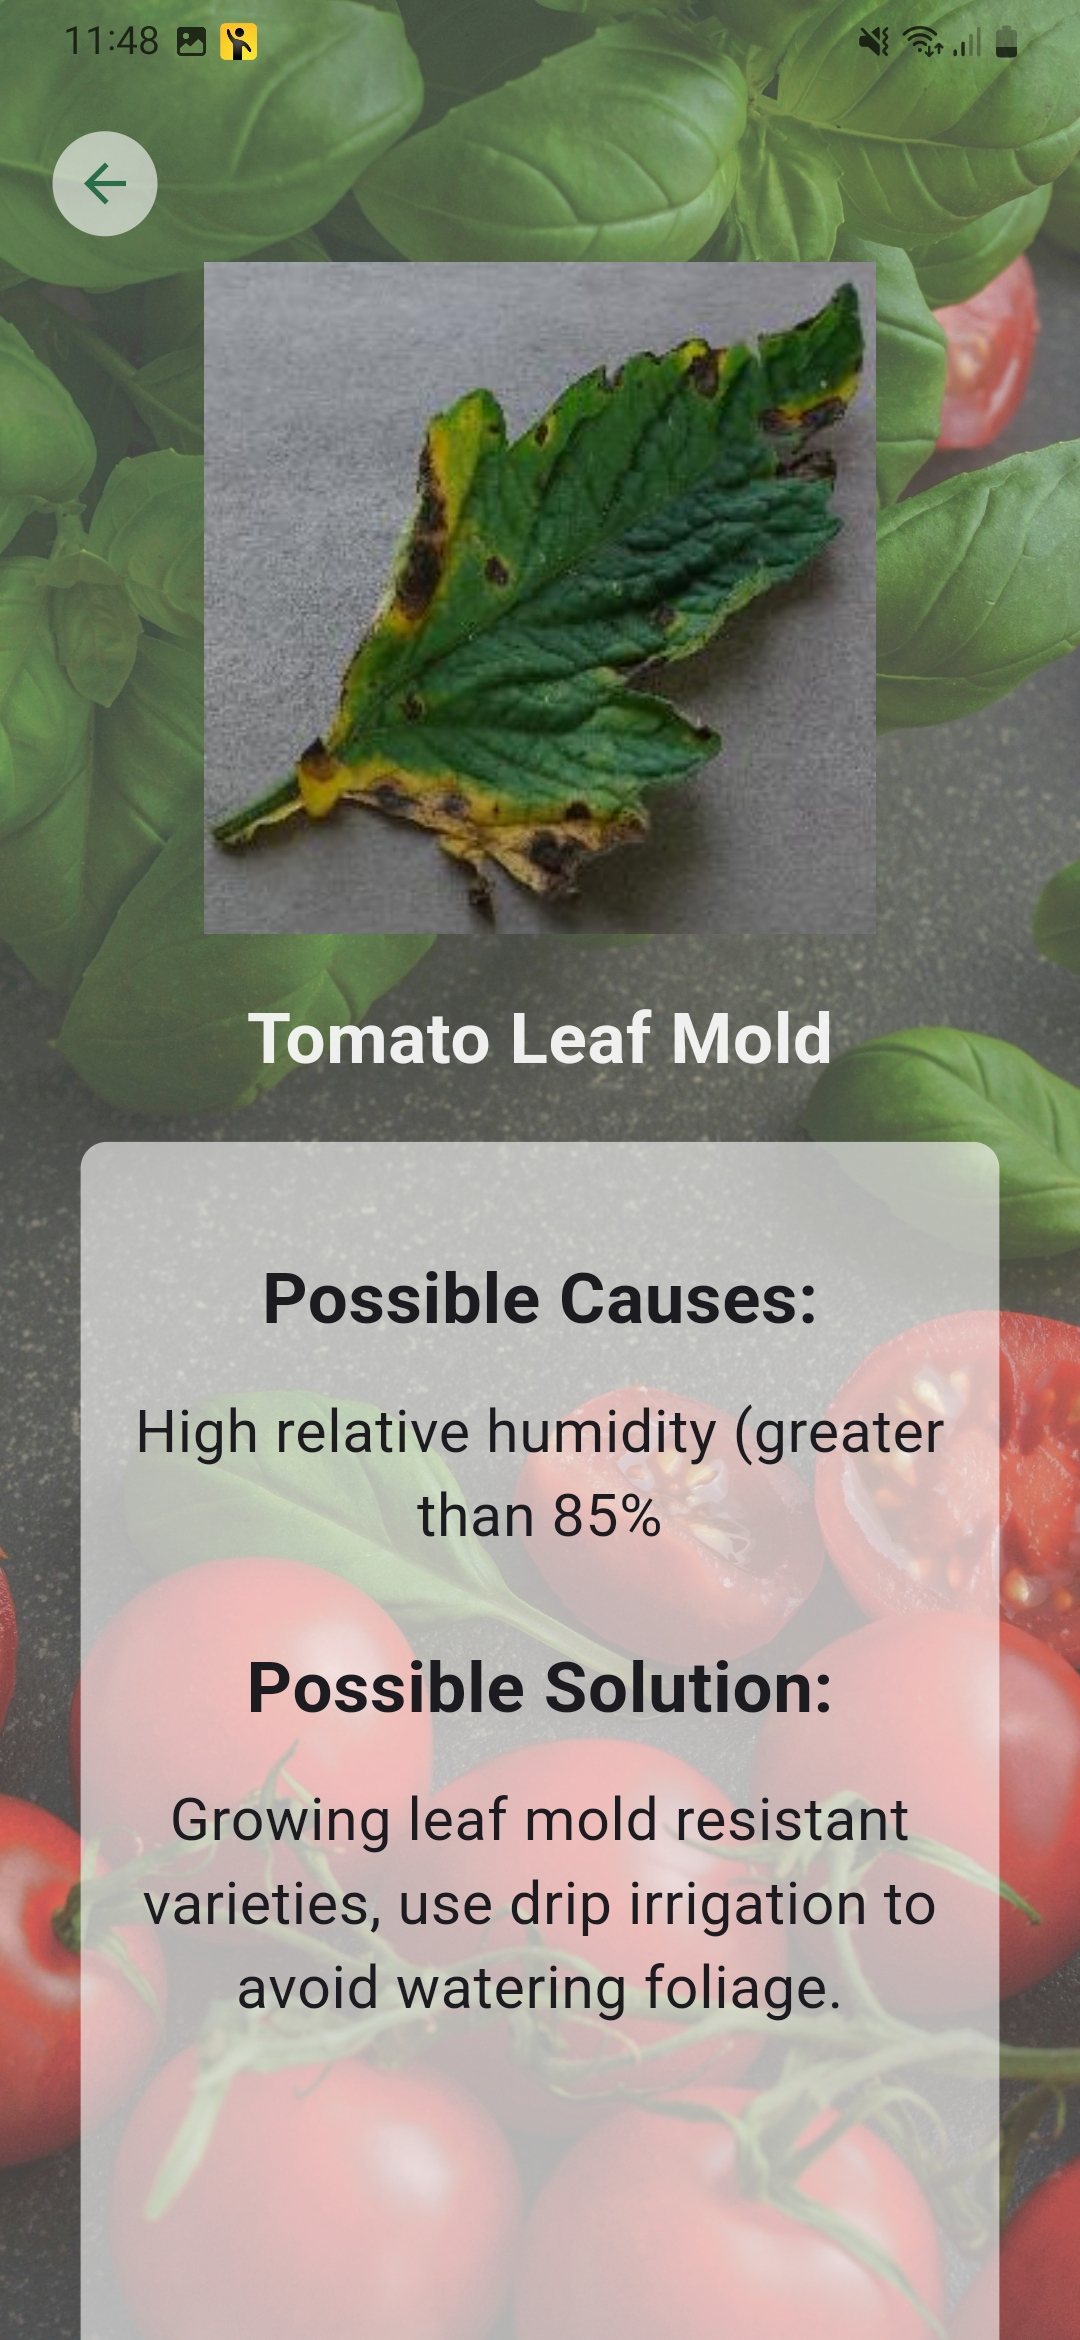 11:48
Tomato Leaf Mold
Possible Causes:
High relative humidity (greater
than 85%
Possible Solution:
Growing leaf mold resistant
varieties, use drip irrigation to
avoid watering foliage.